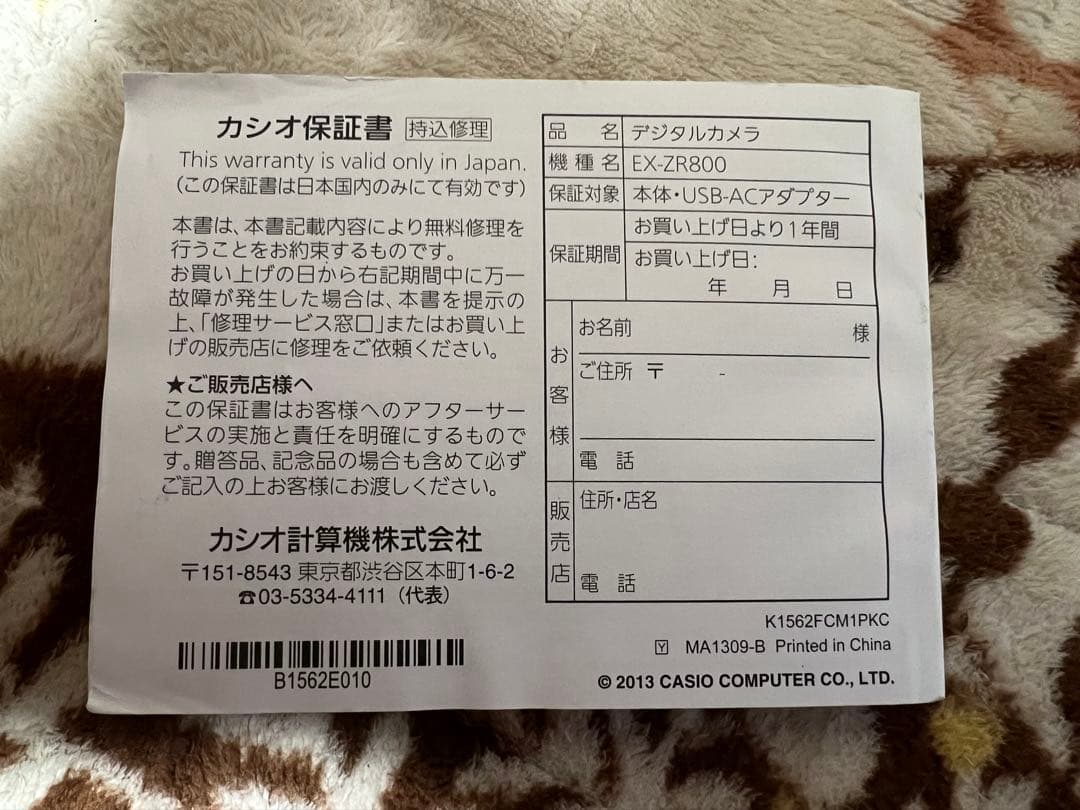 カシオ保証書 持込修理
This warranty is valid only in Japan.
(この保証書は日本国内のみにて有効です)
本書は、本書記載内容により無料修理を
行うことをお約束するものです。
お買い上げの日から右記期間中に万一
故障が発生した場合は、本書を提示の
上、「修理サービス窓口」またはお買い上
げの販売店に修理をご依頼ください。
★ご販売店様へ
この保証書はお客様へのアフターサー
ビスの実施と責任を明確にするもので
す。贈答品、記念品の場合も含めて必ず
ご記入の上お客様にお渡しください。
カシオ計算機株式会社
〒151-8543 東京都渋谷区本町1-6-2
☎03-5334-4111（代表）
B1562E010
品名 デジタルカメラ
機種名 EX-ZR800
保証対象 本体・USB-ACアダプター
保証期間 お買い上げ日より1年間
お買い上げ日：
年 月 日
お客様
お名前 様
ご住所 〒 -
電話
販売店
住所・店名
電話
K1562FCM1PKC
Y MA1309-B Printed in China
© 2013 CASIO COMPUTER CO., LTD.